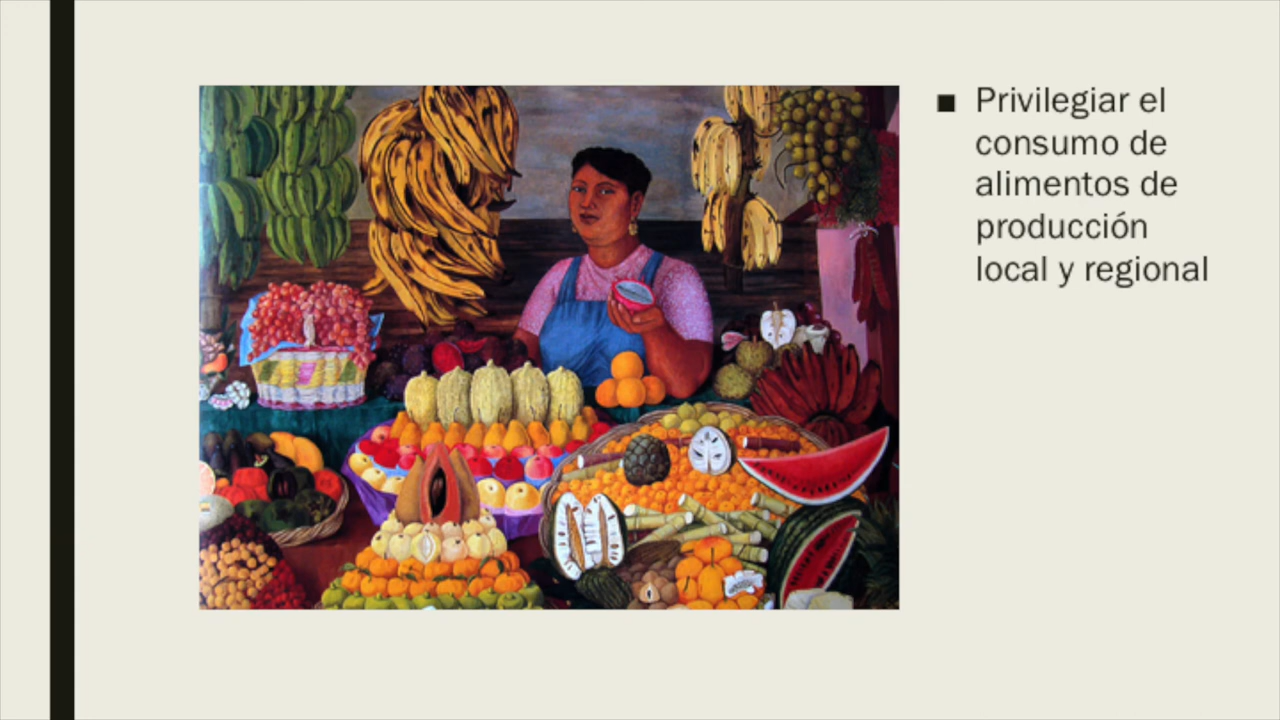 Privilegiar el
consumo de
alimentos de
producción
local y regional